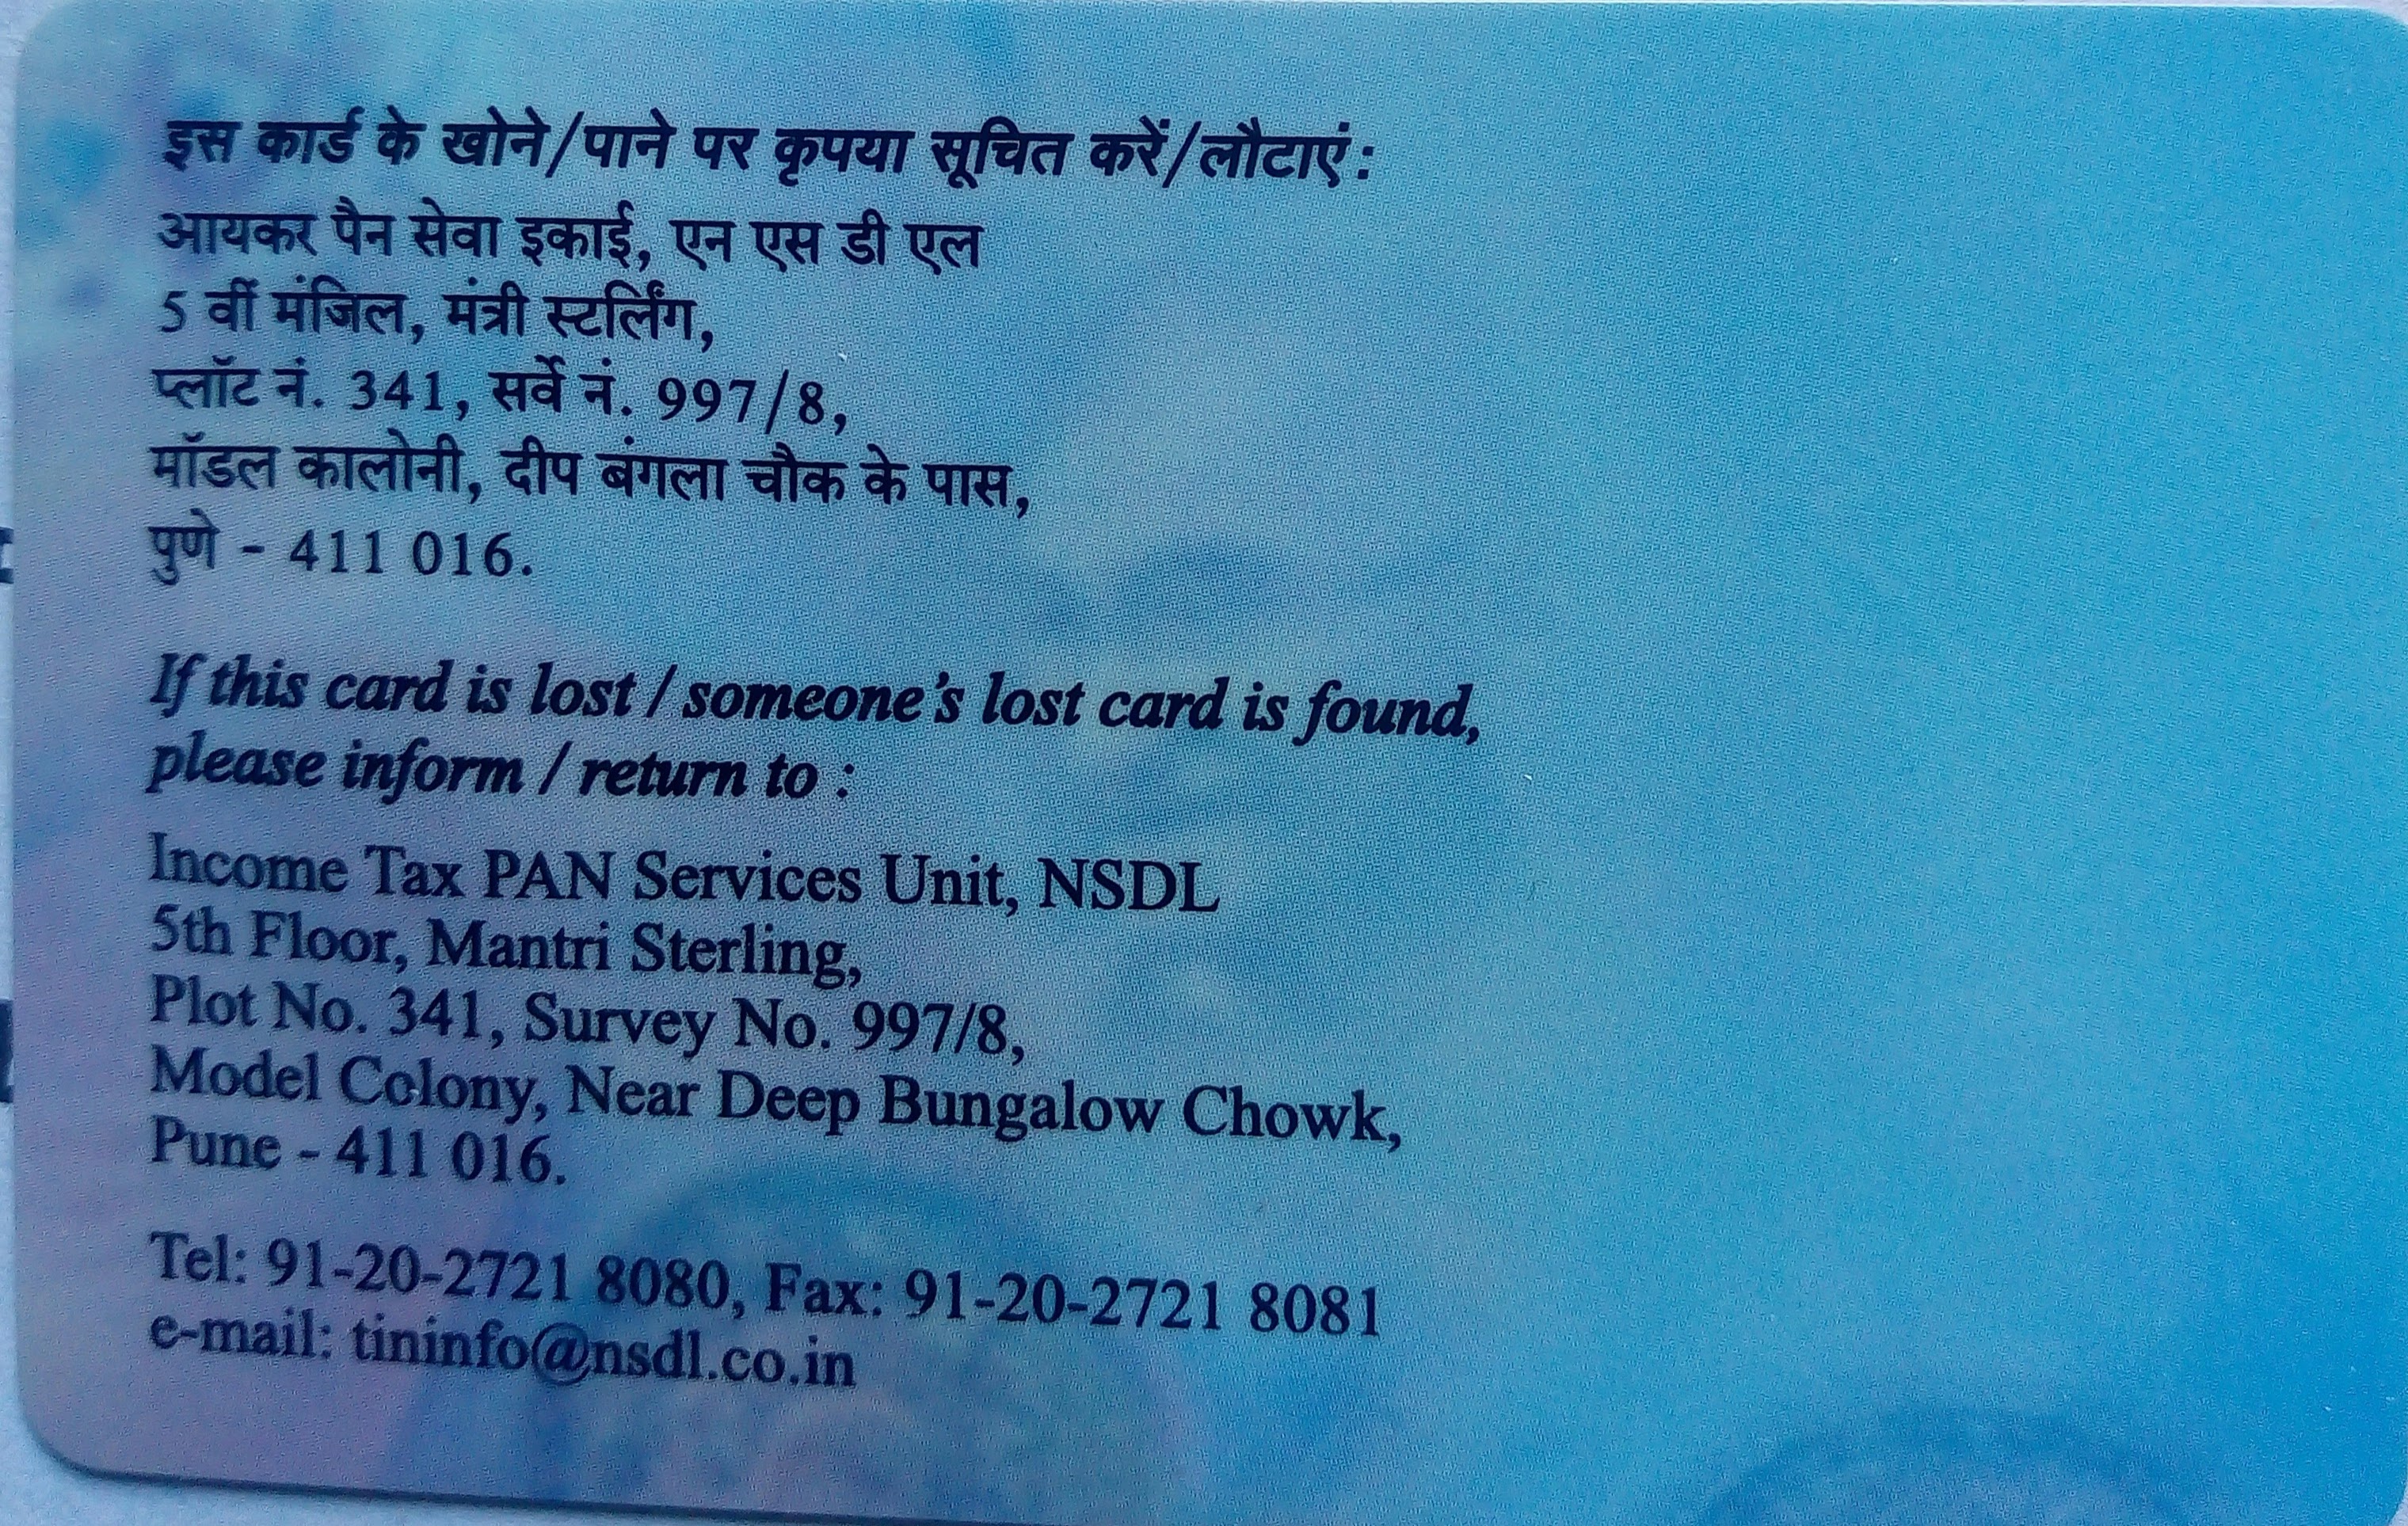 इस कार्ड के खोने/पाने पर कृपया सूचित करें/लौटाएं:
आयकर पैन सेवा इकाई, एन एस डी एल
5 वीं मंजिल, मंत्री स्टर्लिंग,
प्लॉट नं. 341, सर्वे नं. 997/8,
मॉडल कालोनी, दीप बंगला चौक के पास,
पुणे - 411 016.
If this card is lost / someone's lost card is found,
please inform / return to :
Income Tax PAN Services Unit, NSDL
5th Floor, Mantri Sterling,
Plot No. 341, Survey No. 997/8,
Model Colony, Near Deep Bungalow Chowk,
Pune - 411 016.
Tel: 91-20-2721 8080, Fax: 91-20-2721 8081
e-mail: tininfo@nsdl.co.in